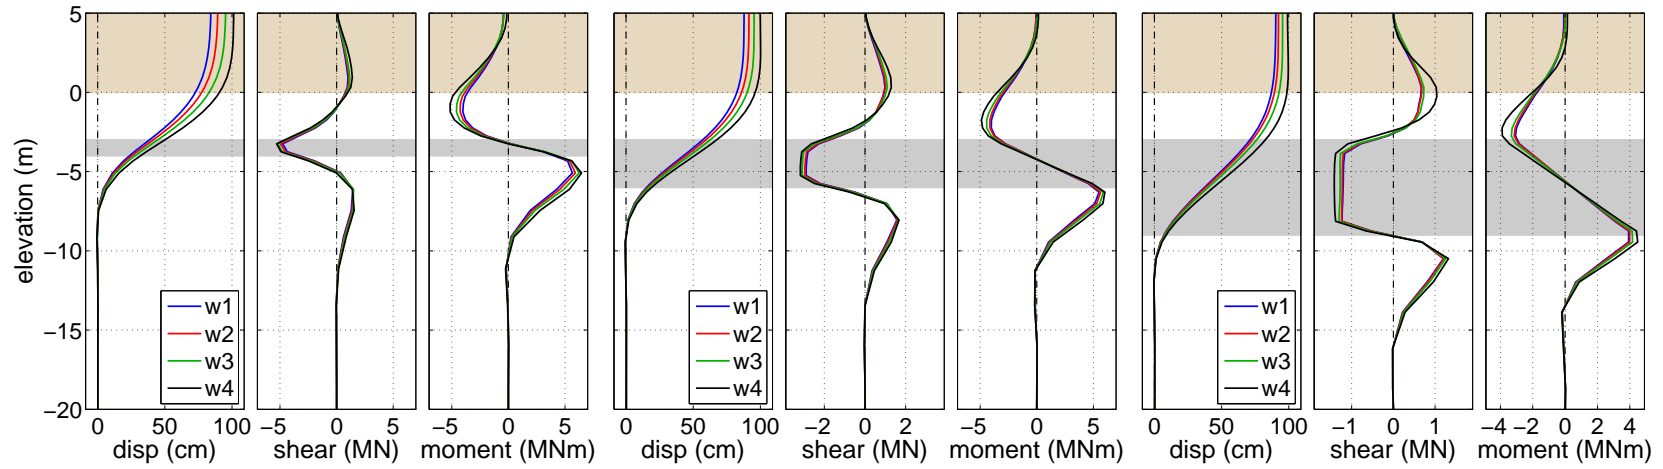 elevation (m)
5
0
−5
−10
−15
−20
w1
w2
w3
w4
0 50 100
disp (cm)
−5 0 5
shear (MN)
−5 0 5
moment (MNm)
w1
w2
w3
w4
0 50 100
disp (cm)
−2 0 2
shear (MN)
−5 0 5
moment (MNm)
w1
w2
w3
w4
0 50 100
disp (cm)
−1 0 1
shear (MN)
−4 −2 0 2 4
moment (MNm)